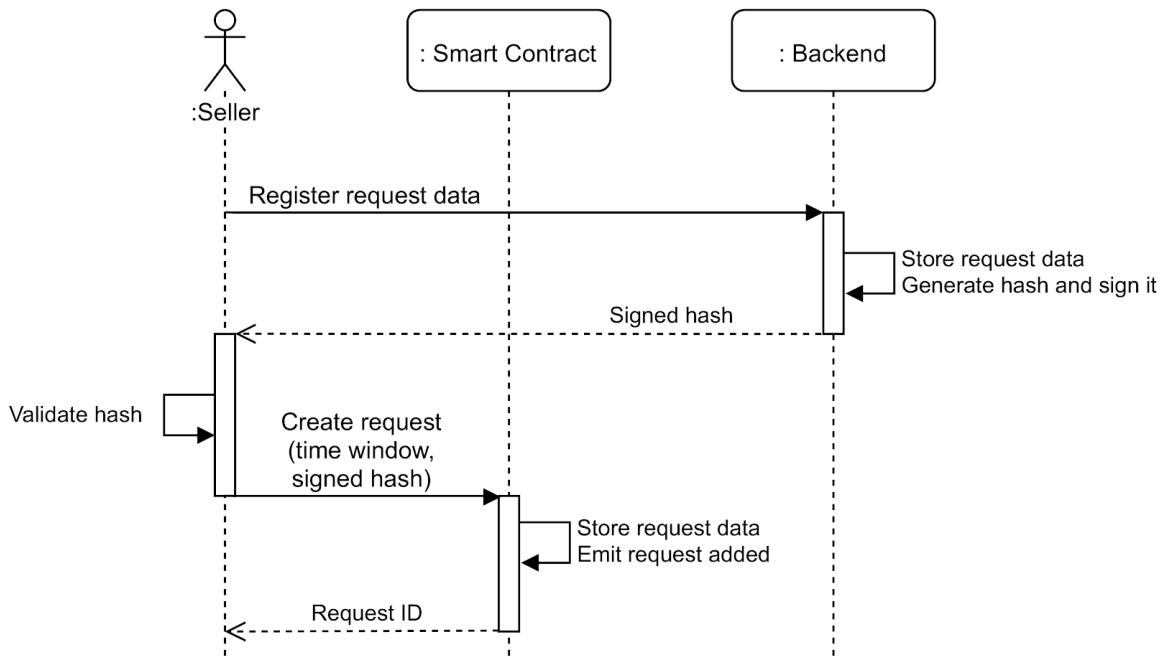 :Seller
: Smart Contract
: Backend
Register request data
Store request data
Generate hash and sign it
Signed hash
Validate hash
Create request
(time window,
signed hash)
Store request data
Emit request added
Request ID